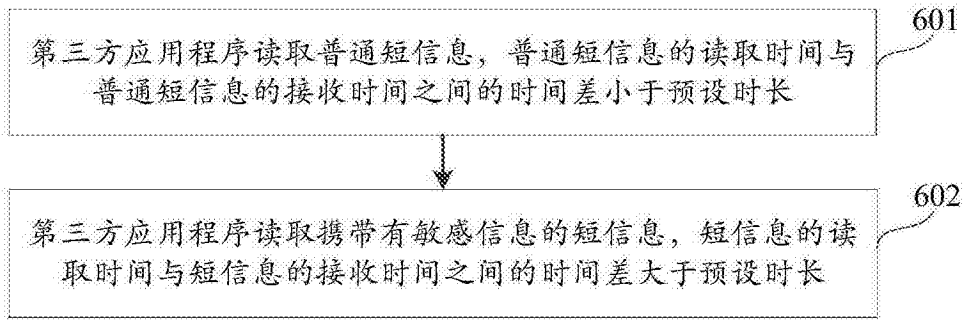 601
第三方应用程序读取普通短信息，普通短信息的读取时间与
普通短信息的接收时间之间的时间差小于预设时长
602
第三方应用程序读取携带有敏感信息的短信息，短信息的读
取时间与短信息的接收时间之间的时间差大于预设时长